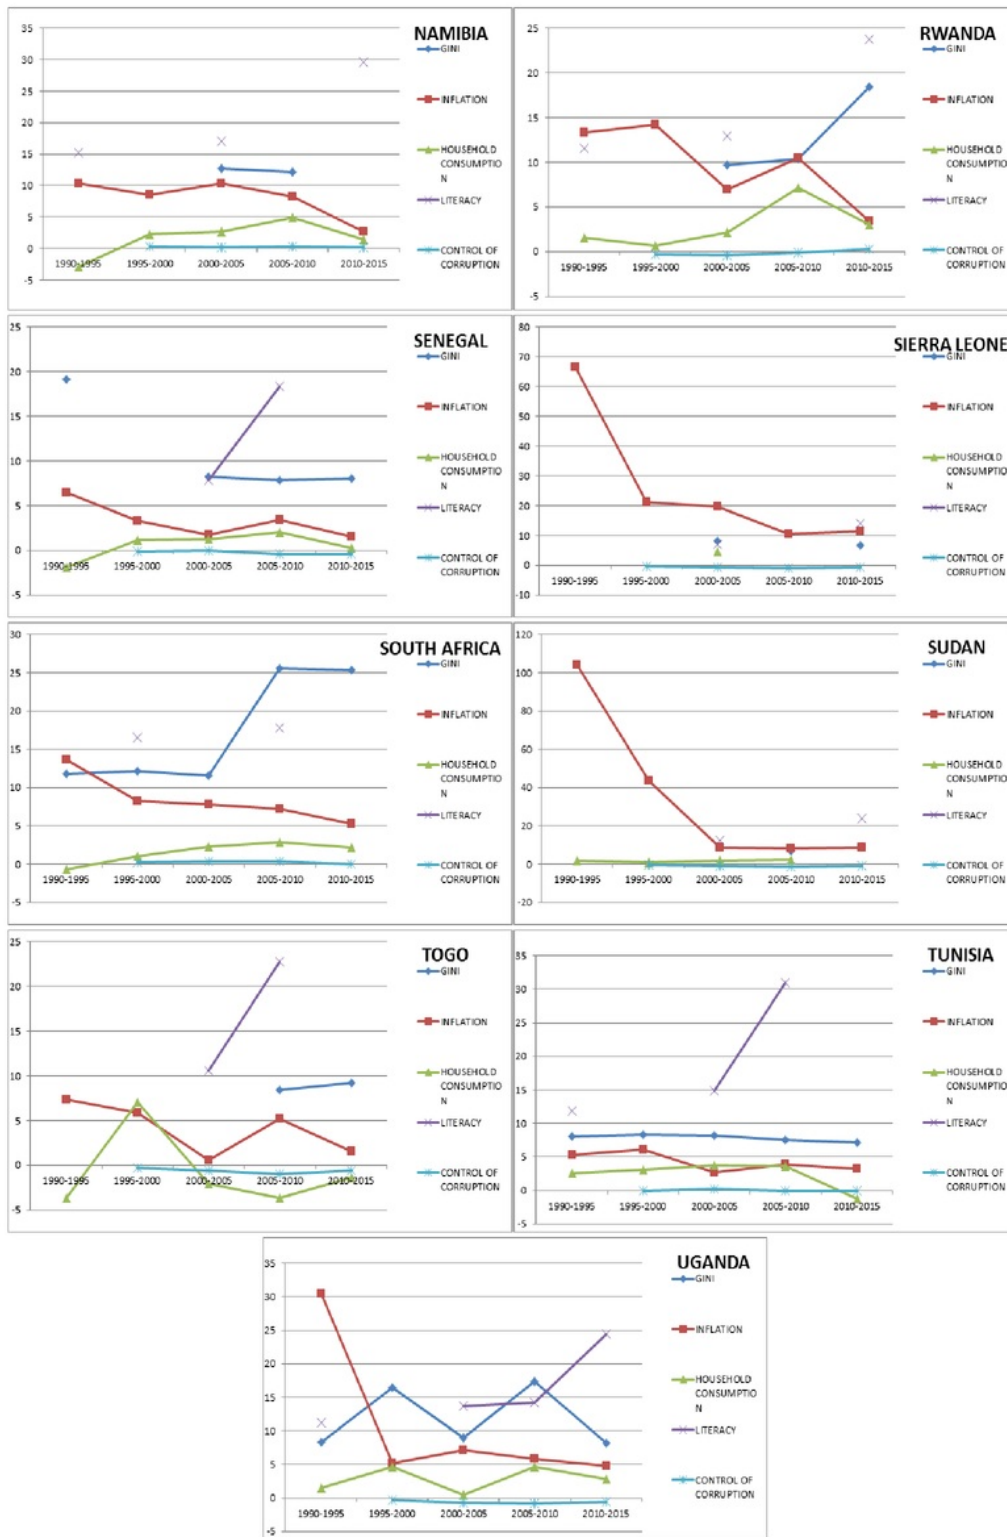 NAMIBIA
35
30
25
20
15
10
5
0
-5
1990-1995 1995-2000 2000-2005 2005-2010 2010-2015
GINI
INFLATION
HOUSEHOLD
CONSUMPTIO
N
LITERACY
CONTROL OF
CORRUPTION
RWANDA
25
20
15
10
5
0
-5
1990-1995 1995-2000 2000-2005 2005-2010 2010-2015
GINI
INFLATION
HOUSEHOLD
CONSUMPTIO
N
LITERACY
CONTROL OF
CORRUPTION
SENEGAL
25
20
15
10
5
0
-5
1990-1995 1995-2000 2000-2005 2005-2010 2010-2015
GINI
INFLATION
HOUSEHOLD
CONSUMPTIO
N
LITERACY
CONTROL OF
CORRUPTION
SIERRA LEONE
80
70
60
50
40
30
20
10
0
-10
1990-1995 1995-2000 2000-2005 2005-2010 2010-2015
GINI
INFLATION
HOUSEHOLD
CONSUMPTIO
N
LITERACY
CONTROL OF
CORRUPTION
SOUTH AFRICA
30
25
20
15
10
5
0
-5
1990-1995 1995-2000 2000-2005 2005-2010 2010-2015
GINI
INFLATION
HOUSEHOLD
CONSUMPTIO
N
LITERACY
CONTROL OF
CORRUPTION
SUDAN
120
100
80
60
40
20
0
-20
1990-1995 1995-2000 2000-2005 2005-2010 2010-2015
GINI
INFLATION
HOUSEHOLD
CONSUMPTIO
N
LITERACY
CONTROL OF
CORRUPTION
TOGO
25
20
15
10
5
0
-5
1990-1995 1995-2000 2000-2005 2005-2010 2010-2015
GINI
INFLATION
HOUSEHOLD
CONSUMPTIO
N
LITERACY
CONTROL OF
CORRUPTION
TUNISIA
35
30
25
20
15
10
5
0
-5
1990-1995 1995-2000 2000-2005 2005-2010 2010-2015
GINI
INFLATION
HOUSEHOLD
CONSUMPTIO
N
LITERACY
CONTROL OF
CORRUPTION
UGANDA
35
30
25
20
15
10
5
0
-5
1990-1995 1995-2000 2000-2005 2005-2010 2010-2015
GINI
INFLATION
HOUSEHOLD
CONSUMPTIO
N
LITERACY
CONTROL OF
CORRUPTION